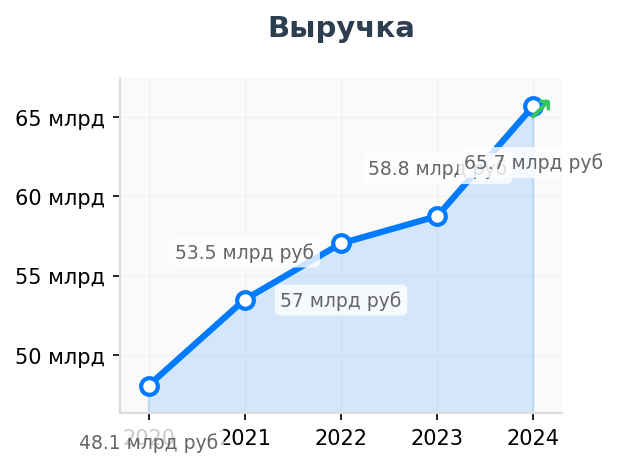 Выручка
65 млрд
60 млрд
55 млрд
50 млрд
58.8 млрд руб
65.7 млрд руб
53.5 млрд руб
57 млрд руб
48.1 млрд руб
2020
2021
2022
2023
2024